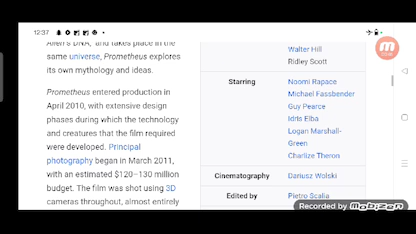 12:37
Alien's DNA, and takes place in the
same universe, Prometheus explores
its own mythology and ideas.
Prometheus entered production in
April 2010, with extensive design
phases during which the technology
and creatures that the film required
were developed. Principal
photography began in March 2011,
with an estimated $120–130 million
budget. The film was shot using 3D
cameras throughout, almost entirely
Walter Hill
Ridley Scott
Starring
Noomi Rapace
Michael Fassbender
Guy Pearce
Idris Elba
Logan Marshall-
Green
Charlize Theron
Cinematography
Dariusz Wolski
Edited by
Pietro Scalia
Recorded by Mobizen